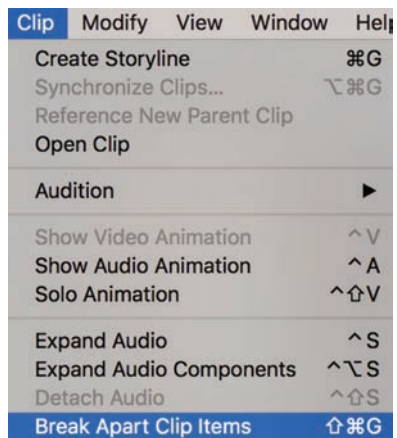 Clip Modify View Window Help
Create Storyline ⌘G
Synchronize Clips... ⌥⌘G
Reference New Parent Clip
Open Clip
Audition ▶
Show Video Animation ^V
Show Audio Animation ^A
Solo Animation ^⇧V
Expand Audio ^S
Expand Audio Components ^⌥S
Detach Audio ^⇧S
Break Apart Clip Items ⇧⌘G